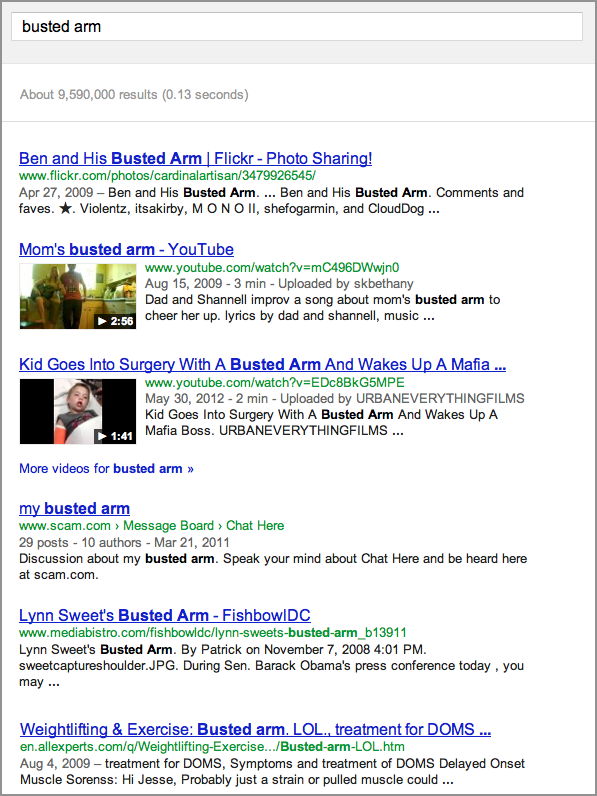 busted arm
About 9,590,000 results (0.13 seconds)
Ben and His Busted Arm | Flickr - Photo Sharing!
www.flickr.com/photos/cardinalartisan/3479926545/
Apr 27, 2009 – Ben and His Busted Arm. ... Ben and His Busted Arm. Comments and
faves. ★. Violentz, itsakirby, M O N O II, shefogarmin, and CloudDog ...
Mom's busted arm - YouTube
www.youtube.com/watch?v=mC496DWwjn0
Aug 15, 2009 - 3 min - Uploaded by skbethany
Dad and Shannell improv a song about mom's busted arm to
cheer her up. lyrics by dad and shannell, music ...
▶ 2:56
Kid Goes Into Surgery With A Busted Arm And Wakes Up A Mafia ...
www.youtube.com/watch?v=EDc8BkG5MPE
May 30, 2012 - 2 min - Uploaded by URBANEVERYTHINGFILMS
Kid Goes Into Surgery With A Busted Arm And Wakes Up A
Mafia Boss. URBANEVERYTHINGFILMS ...
▶ 1:41
More videos for busted arm »
my busted arm
www.scam.com › Message Board › Chat Here
29 posts - 10 authors - Mar 21, 2011
Discussion about my busted arm. Speak your mind about Chat Here and be heard here
at scam.com.
Lynn Sweet's Busted Arm - FishbowlDC
www.mediabistro.com/fishbowldc/lynn-sweets-busted-arm_b13911
Lynn Sweet's Busted Arm. By Patrick on November 7, 2008 4:01 PM.
sweetcaptureshoulder.JPG. During Sen. Barack Obama's press conference today , you
may ...
Weightlifting & Exercise: Busted arm. LOL., treatment for DOMS ...
en.allexperts.com/q/Weightlifting-Exercise.../Busted-arm-LOL.htm
Aug 4, 2009 – treatment for DOMS, Symptoms and treatment of DOMS Delayed Onset
Muscle Sorenss: Hi Jesse, Probably just a strain or pulled muscle could ...